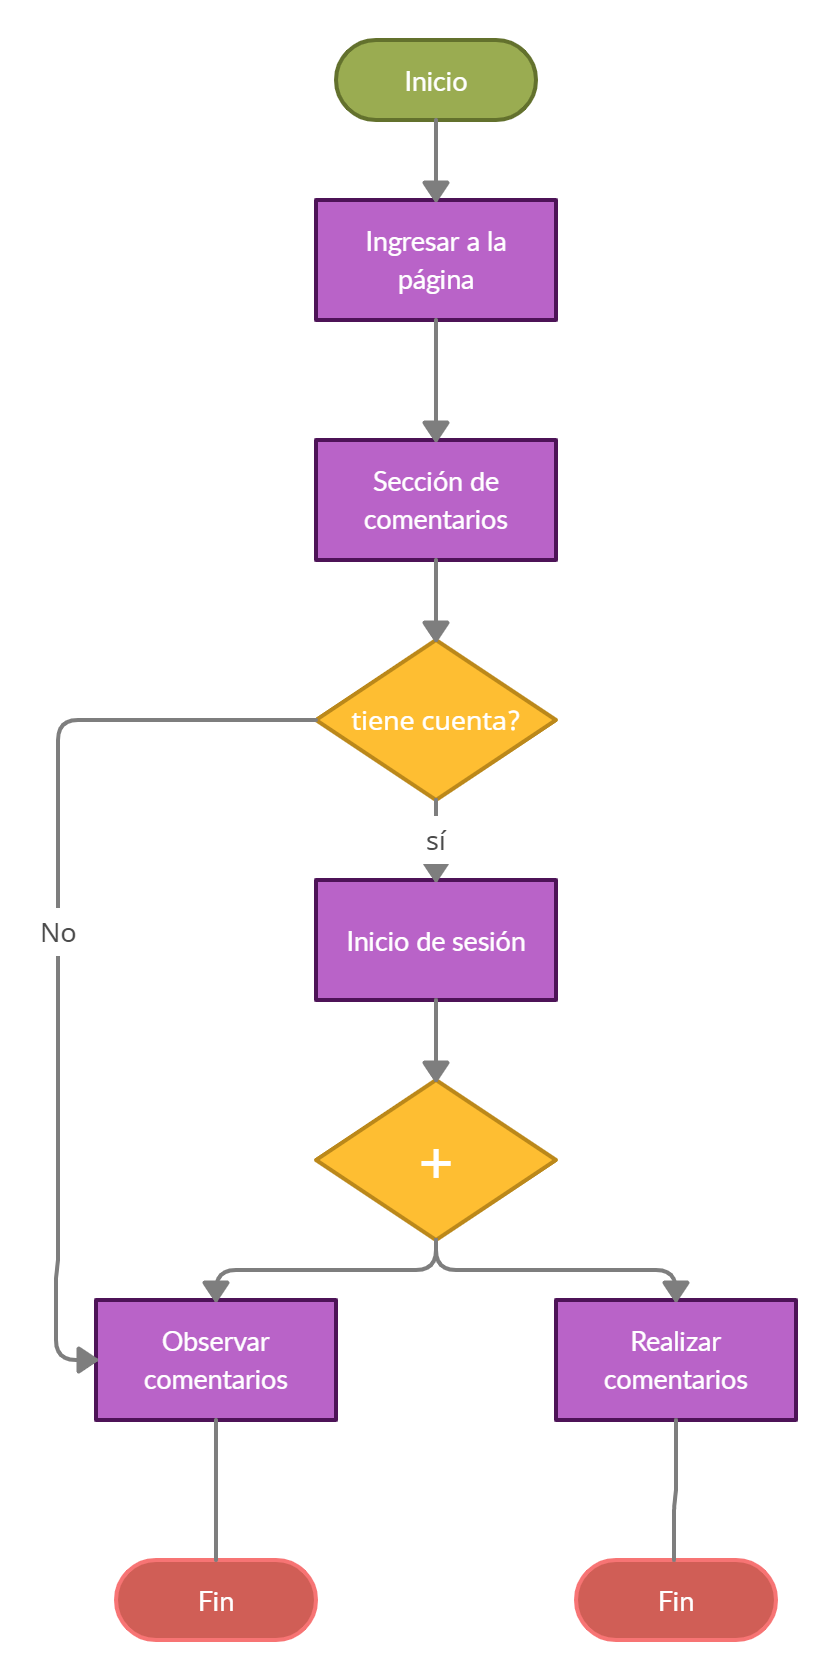 Inicio
Ingresar a la
página
Sección de
comentarios
tiene cuenta?
sí
No
Inicio de sesión
+
Observar
comentarios
Realizar
comentarios
Fin
Fin